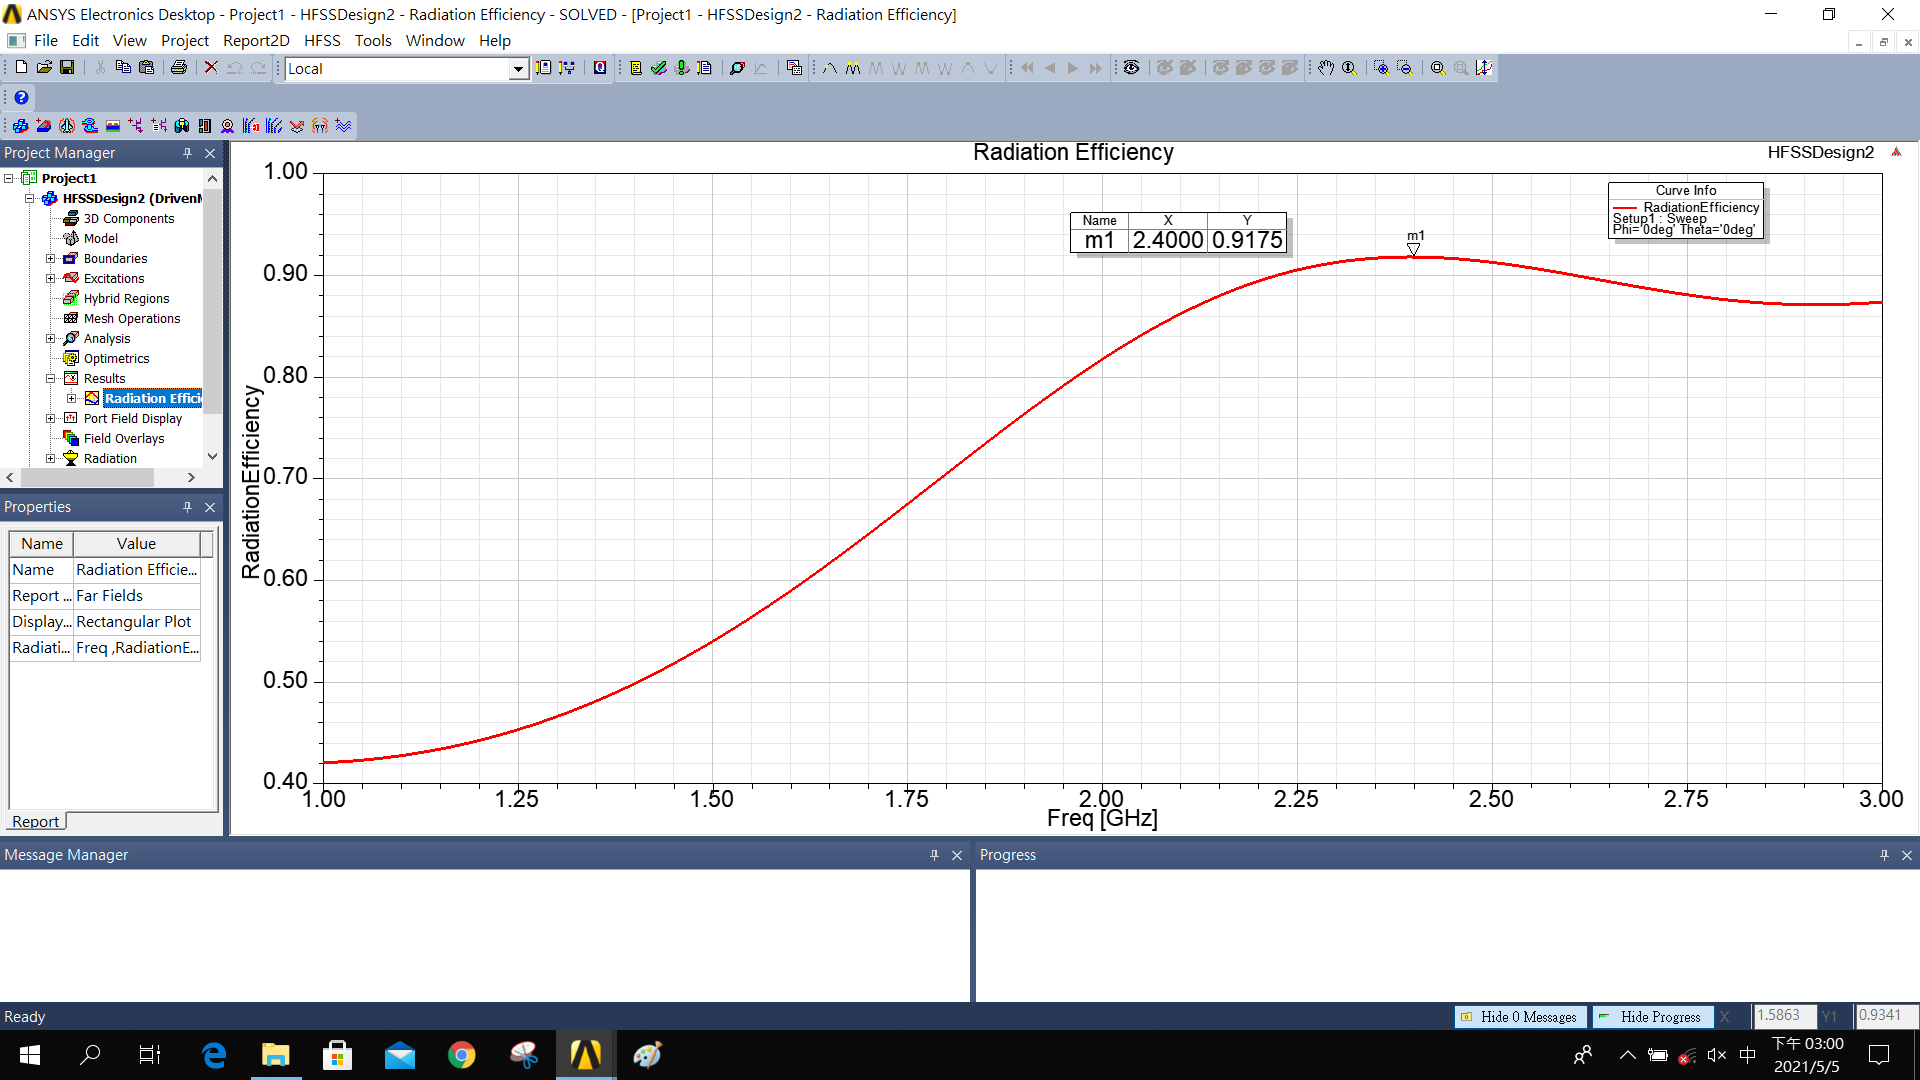 ANSYS Electronics Desktop - Project1 - HFSSDesign2 - Radiation Efficiency - SOLVED - [Project1 - HFSSDesign2 - Radiation Efficiency]
File Edit View Project Report2D HFSS Tools Window Help
Local
Project Manager
Project1
HFSSDesign2 (DrivenM
3D Components
Model
Boundaries
Excitations
Hybrid Regions
Mesh Operations
Analysis
Optimetrics
Results
Radiation Effici
Port Field Display
Field Overlays
Radiation
Properties
Name Value
Name Radiation Efficie...
Report ... Far Fields
Display... Rectangular Plot
Radiati... Freq ,RadiationE...
Report
Radiation Efficiency
HFSSDesign2
Curve Info
RadiationEfficiency
Setup1 : Sweep
Phi='0deg' Theta='0deg'
Name X Y
m1 2.4000 0.9175
m1
RadiationEfficiency
1.00
0.90
0.80
0.70
0.60
0.50
0.40
1.00 1.25 1.50 1.75 2.00 2.25 2.50 2.75 3.00
Freq [GHz]
Message Manager
Progress
Ready
Hide 0 Messages
Hide Progress
X 1.5863 Y1 0.9341
中
下午 03:00
2021/5/5